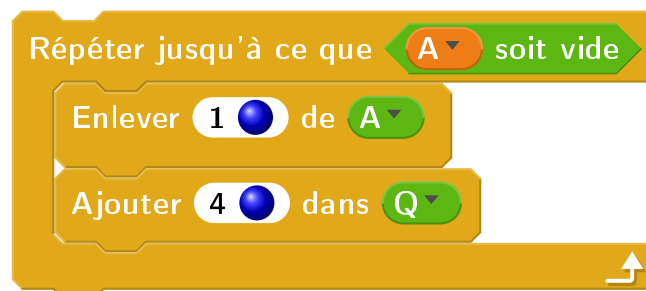 Répéter jusqu'à ce que A soit vide
Enlever 1 de A
Ajouter 4 dans Q